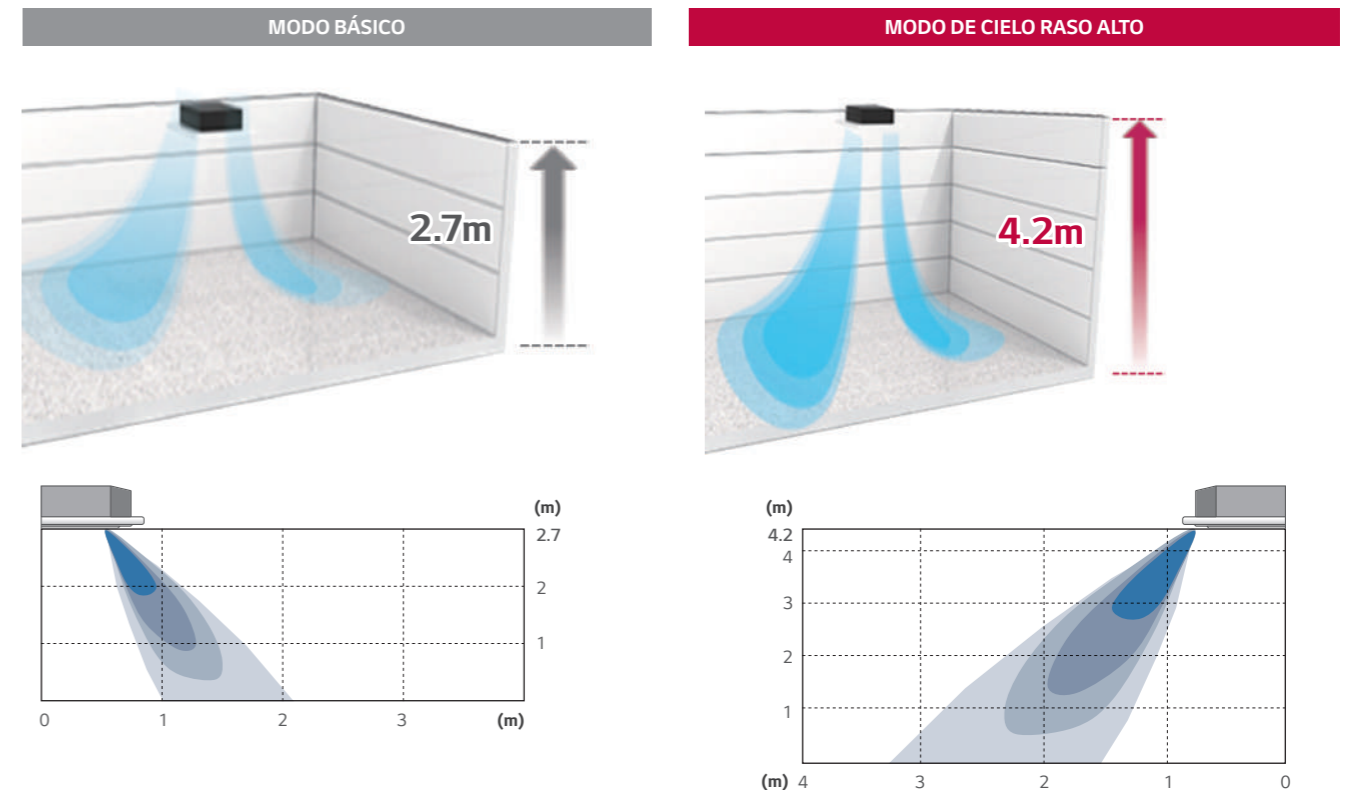 MODO BÁSICO
MODO DE CIELO RASO ALTO
2.7m
4.2m
(m)
2.7
2
1
0 1 2 3 (m)
(m)
4.2
4
3
2
1
(m) 4 3 2 1 0